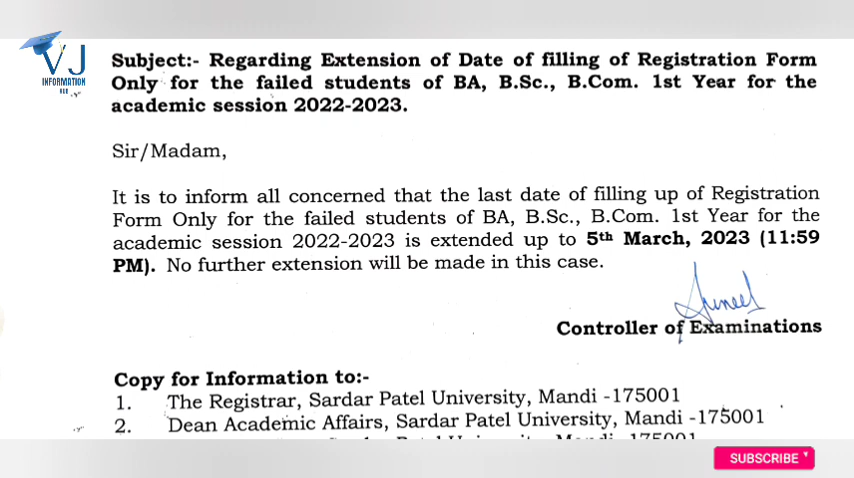 VJ
INFORMATION
Subject:- Regarding Extension of Date of filling of Registration Form
Only for the failed students of BA, B.Sc., B.Com. 1st Year for the
academic session 2022-2023.
Sir/Madam,
It is to inform all concerned that the last date of filling up of Registration
Form Only for the failed students of BA, B.Sc., B.Com. 1st Year for the
academic session 2022-2023 is extended up to 5th March, 2023 (11:59
PM). No further extension will be made in this case.
Suneel
Controller of Examinations
Copy for Information to:-
1. The Registrar, Sardar Patel University, Mandi -175001
2. Dean Academic Affairs, Sardar Patel University, Mandi -175001
SUBSCRIBE